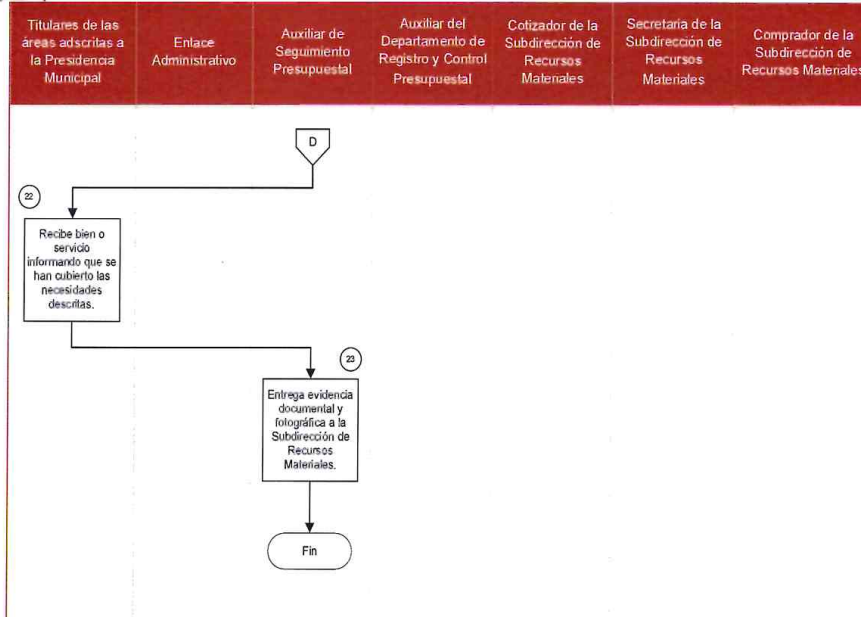 Titulares de las
áreas adscritas a
la Presidencia
Municipal
Enlace
Administrativo
Auxiliar de
Seguimiento
Presupuestal
Auxiliar del
Departamento de
Registro y Control
Presupuestal
Cotizador de la
Subdirección de
Recursos
Materiales
Secretaria de la
Subdirección de
Recursos
Materiales
Comprador de la
Subdirección de
Recursos Materiales
D
22
Recibe bien o
servicio
informando que se
han cubierto las
necesidades
descritas.
23
Entrega evidencia
documental y
fotográfica a la
Subdirección de
Recursos
Materiales.
Fin